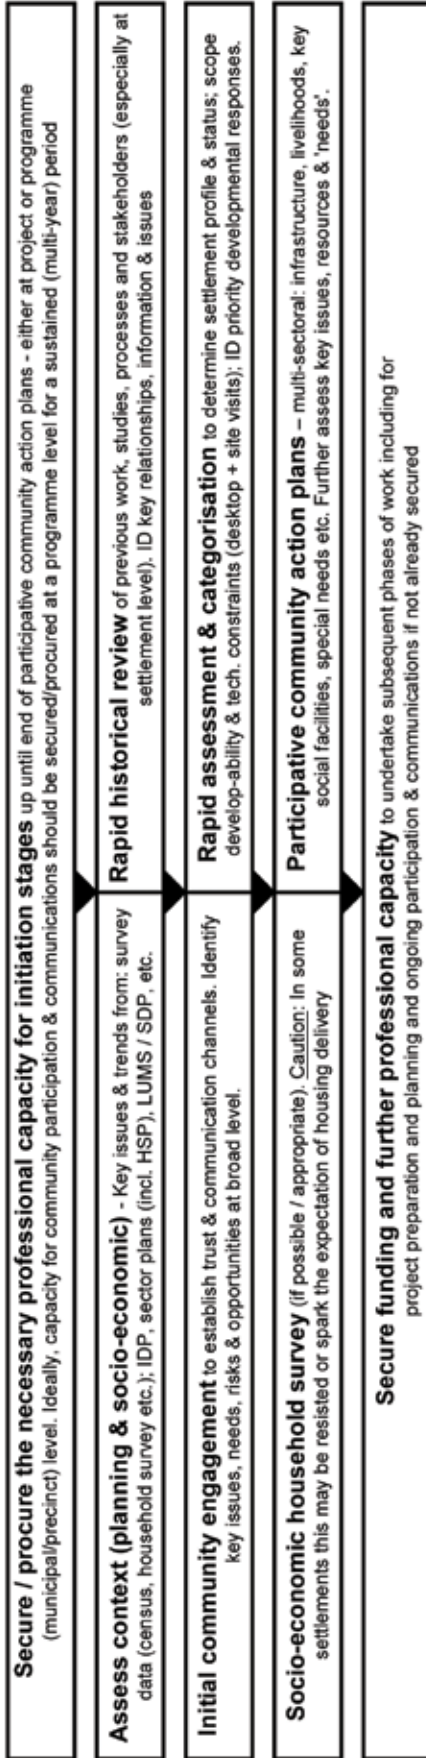 Secure / procure the necessary professional capacity for initiation stages up until end of participative community action plans - either at project or programme
(municipal/precinct) level. Ideally, capacity for community participation & communications should be secured/procured at a programme level for a sustained (multi-year) period
Assess context (planning & socio-economic) - Key issues & trends from: survey
data (census, household survey etc.); IDP, sector plans (incl. HSP), LUMS / SDP, etc.
Rapid historical review of previous work, studies, processes and stakeholders (especially at
settlement level). ID key relationships, information & issues
Initial community engagement to establish trust & communication channels. Identify
key issues, needs, risks & opportunities at broad level.
Rapid assessment & categorisation to determine settlement profile & status; scope
develop-ability & tech. constraints (desktop + site visits); ID priority developmental responses.
Socio-economic household survey (if possible / appropriate). Caution: In some
settlements this may be resisted or spark the expectation of housing delivery
Participative community action plans – multi-sectoral: infrastructure, livelihoods, key
social facilities, special needs etc. Further assess key issues, resources & 'needs'.
Secure funding and further professional capacity to undertake subsequent phases of work including for
project preparation and planning and ongoing participation & communications if not already secured